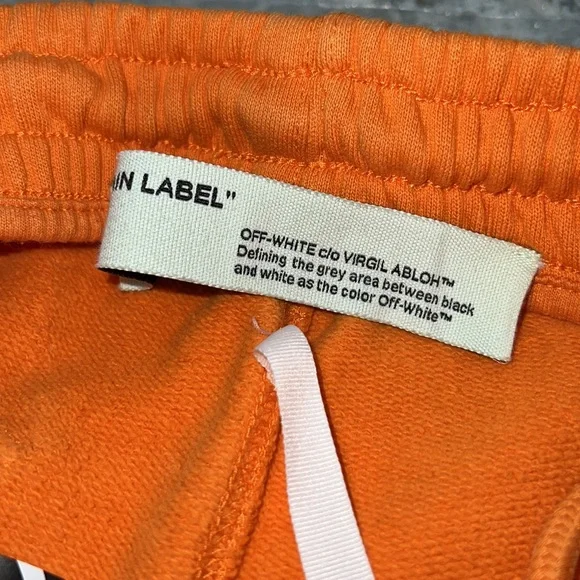 LABEL"
OFF-WHITE c/o VIRGIL ABLOH™
Defining the grey area between black
and white as the color Off-White™